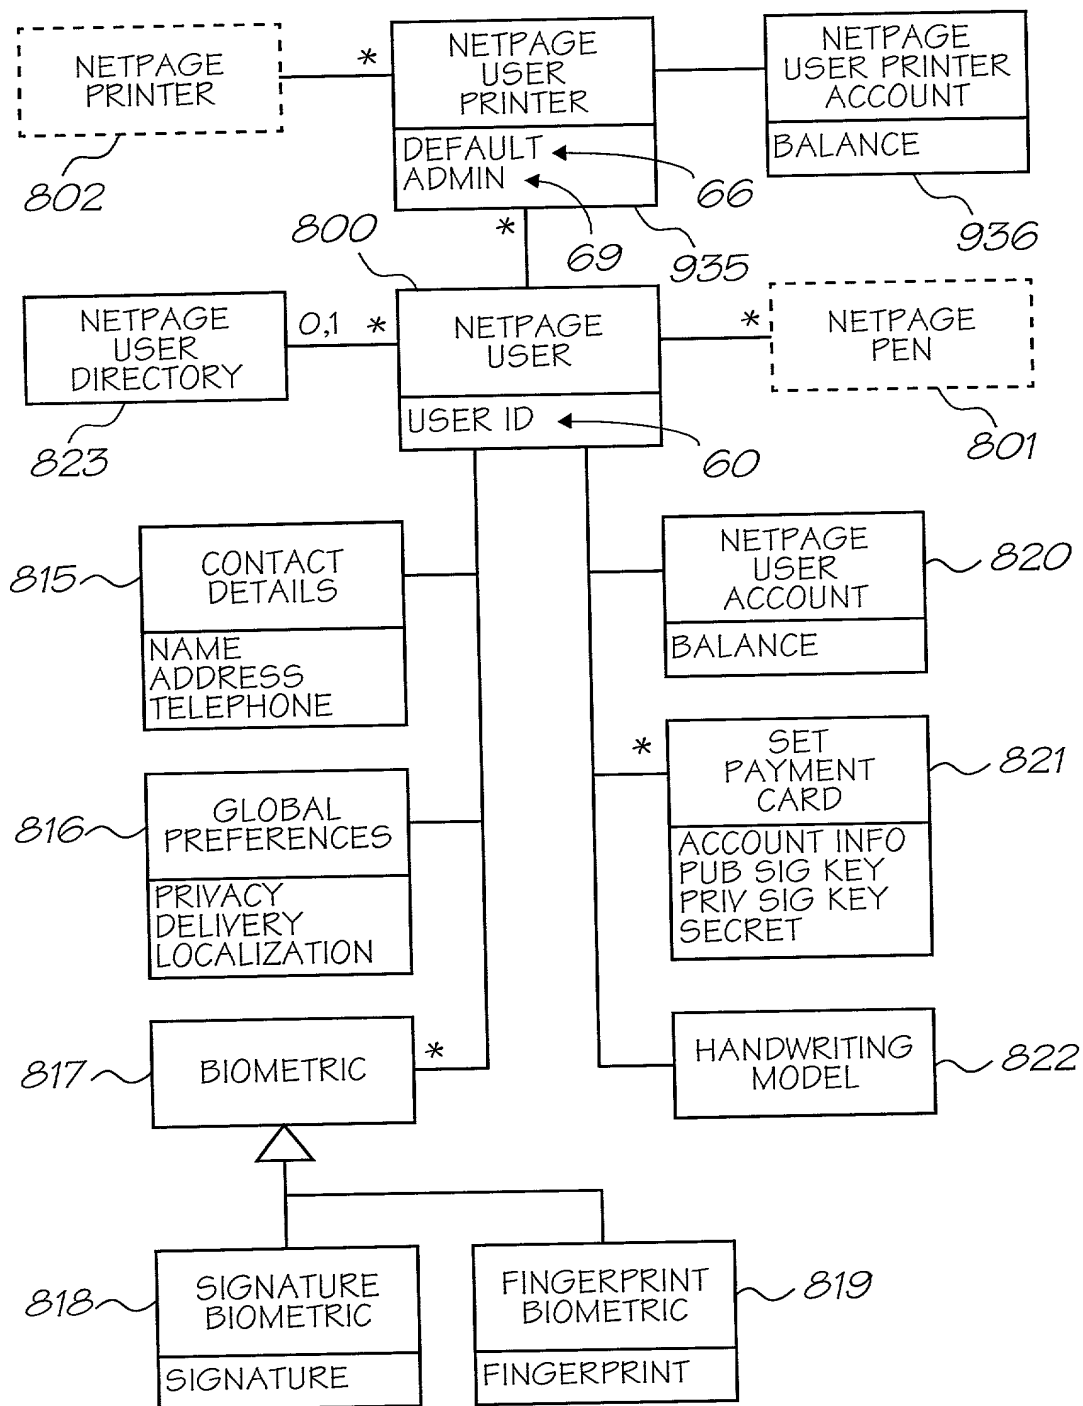 NETPAGE
PRINTER
802
*
NETPAGE
USER
PRINTER
DEFAULT
ADMIN
66
69
935
NETPAGE
USER PRINTER
ACCOUNT
BALANCE
936
*
800
NETPAGE
USER
DIRECTORY
823
0,1 *
NETPAGE
USER
USER ID
60
*
NETPAGE
PEN
801
815
CONTACT
DETAILS
NAME
ADDRESS
TELEPHONE
NETPAGE
USER
ACCOUNT
BALANCE
820
816
GLOBAL
PREFERENCES
PRIVACY
DELIVERY
LOCALIZATION
*
SET
PAYMENT
CARD
ACCOUNT INFO
PUB SIG KEY
PRIV SIG KEY
SECRET
821
817
BIOMETRIC
*
HANDWRITING
MODEL
822
818
SIGNATURE
BIOMETRIC
SIGNATURE
FINGERPRINT
BIOMETRIC
FINGERPRINT
819